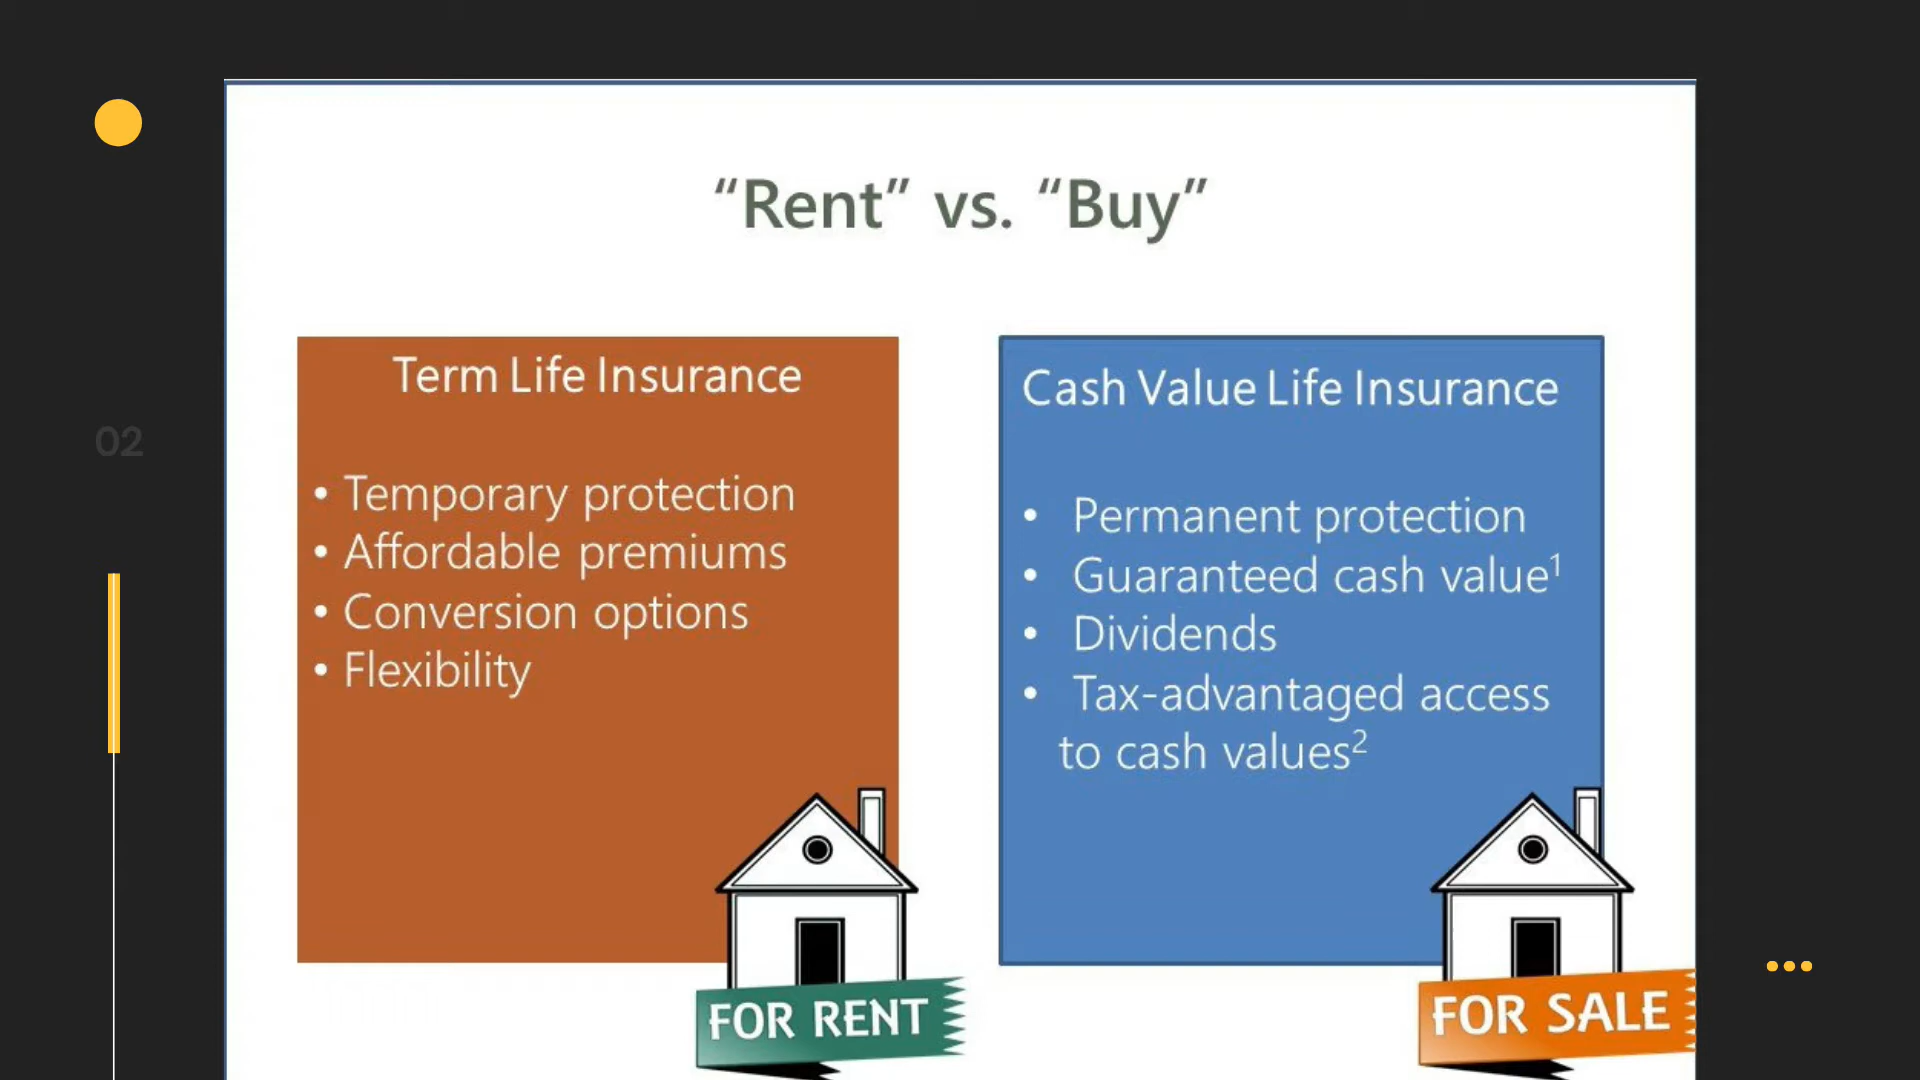 “Rent” vs. “Buy”
Term Life Insurance
• Temporary protection
• Affordable premiums
• Conversion options
• Flexibility
FOR RENT
Cash Value Life Insurance
• Permanent protection
• Guaranteed cash value¹
• Dividends
• Tax-advantaged access
to cash values²
FOR SALE
02